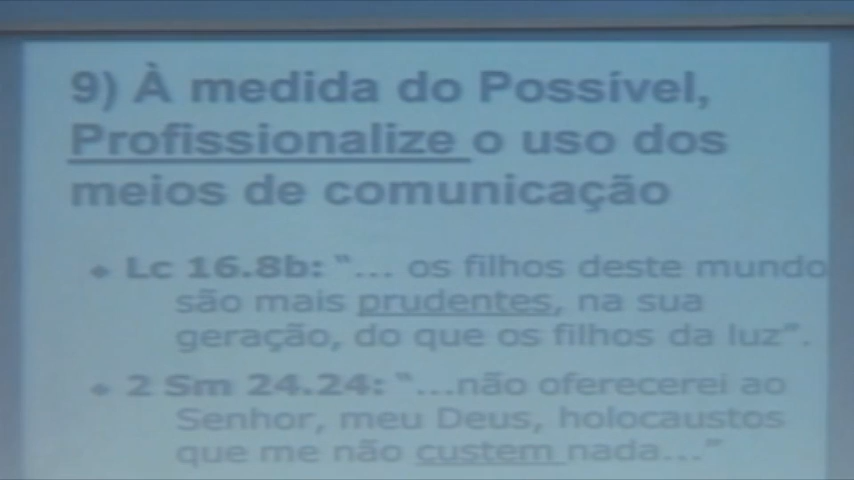 9) À medida do Possível,
Profissionalize o uso dos
meios de comunicação
Lc 16.8b: “... os filhos deste mundo
são mais prudentes, na sua
geração, do que os filhos da luz”.
2 Sm 24.24: “...não oferecerei ao
Senhor, meu Deus, holocaustos
que me não custem nada...”